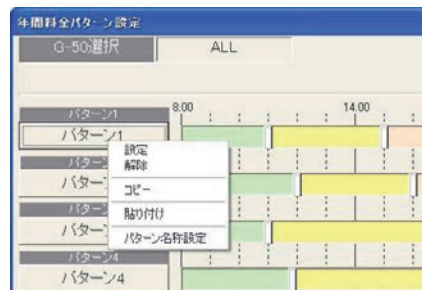 年間料金パターン設定
G-50選択 ALL
パターン1 8:00 14:00
パターン1
設定
解除
コピー
貼り付け
パターン名称設定
パターン4
パターン4